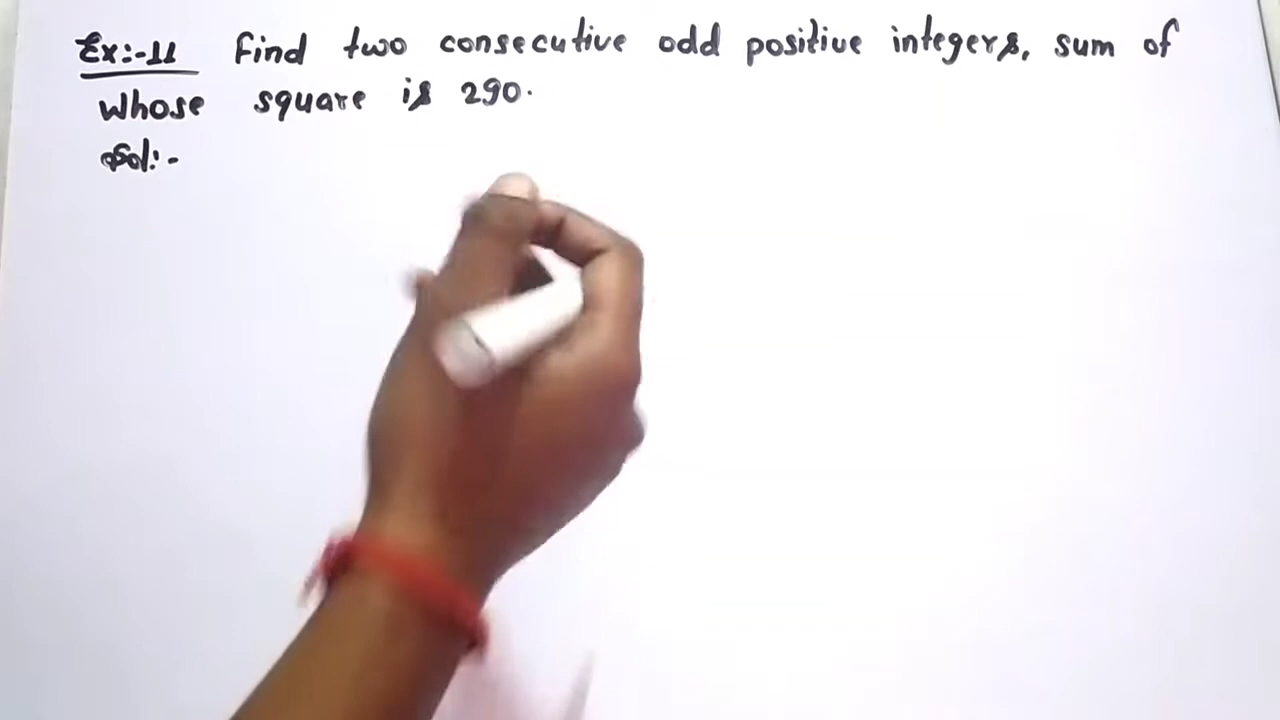 Ex:-11 Find two consecutive odd positive integers, sum of
whose square is 290.
Sol:-